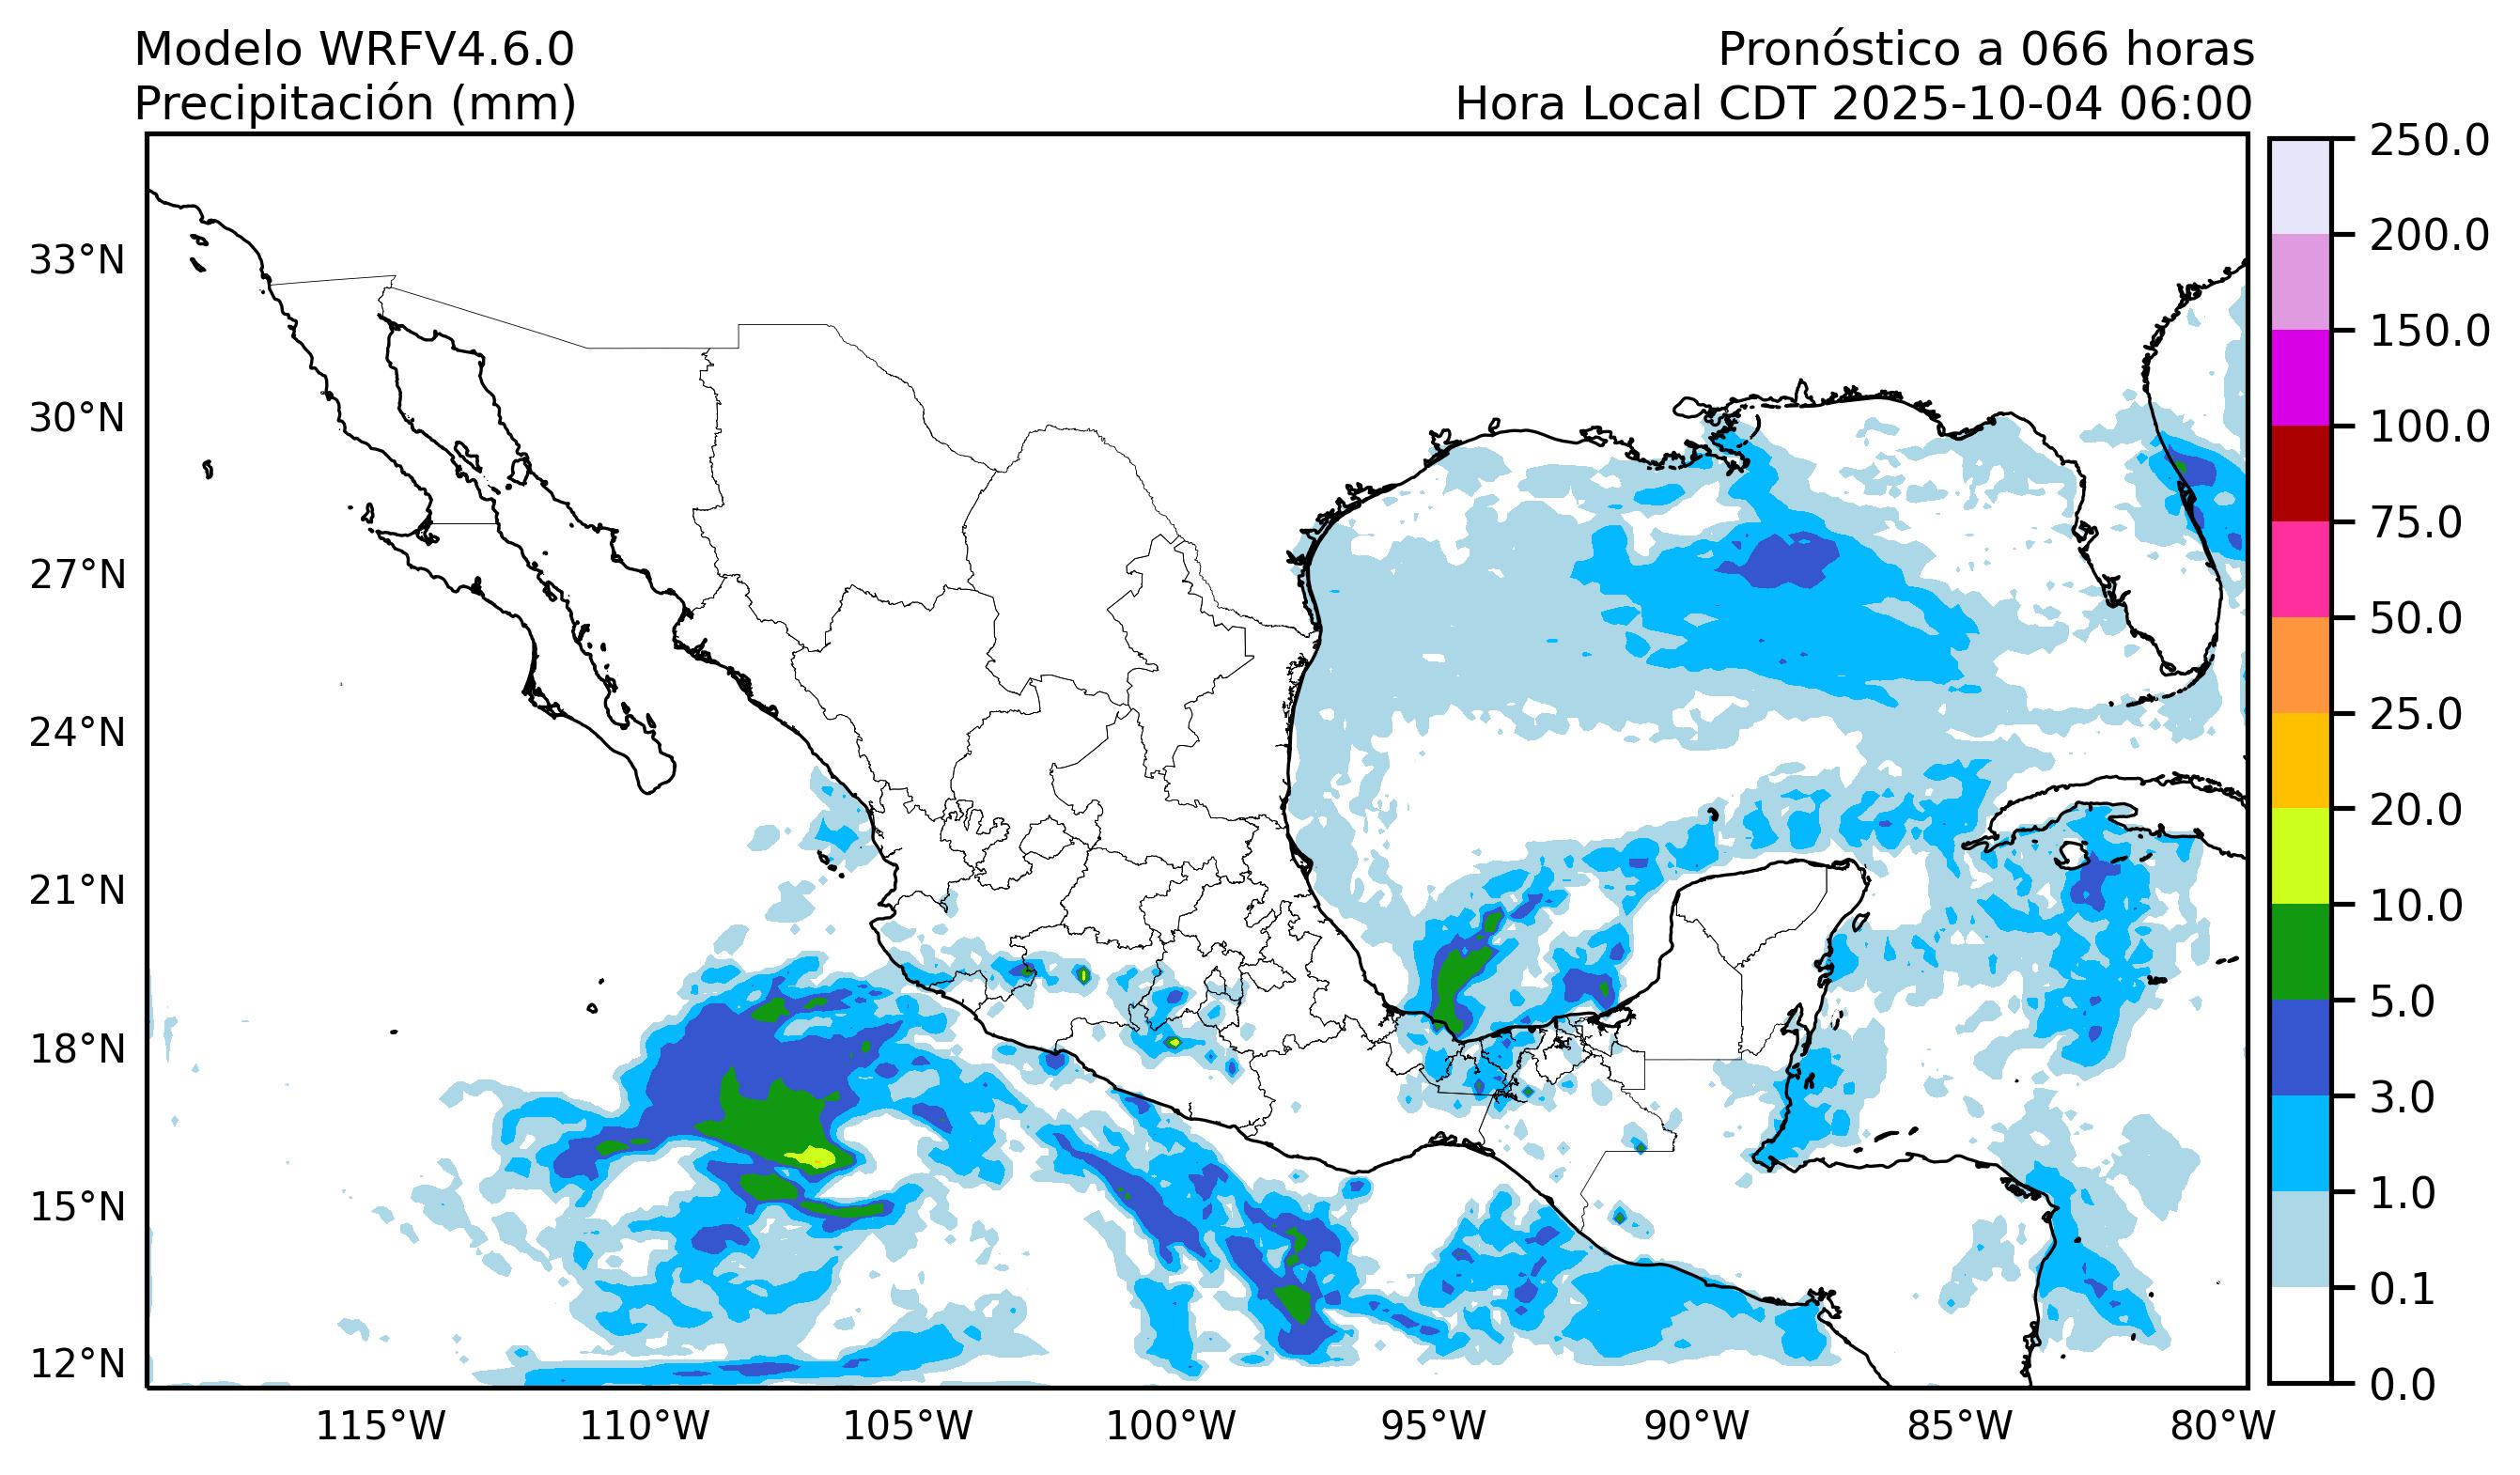 Modelo WRFV4.6.0
Precipitación (mm)
Pronóstico a 066 horas
Hora Local CDT 2025-10-04 06:00
33°N
30°N
27°N
24°N
21°N
18°N
15°N
12°N
115°W
110°W
105°W
100°W
95°W
90°W
85°W
80°W
250.0
200.0
150.0
100.0
75.0
50.0
25.0
20.0
10.0
5.0
3.0
1.0
0.1
0.0